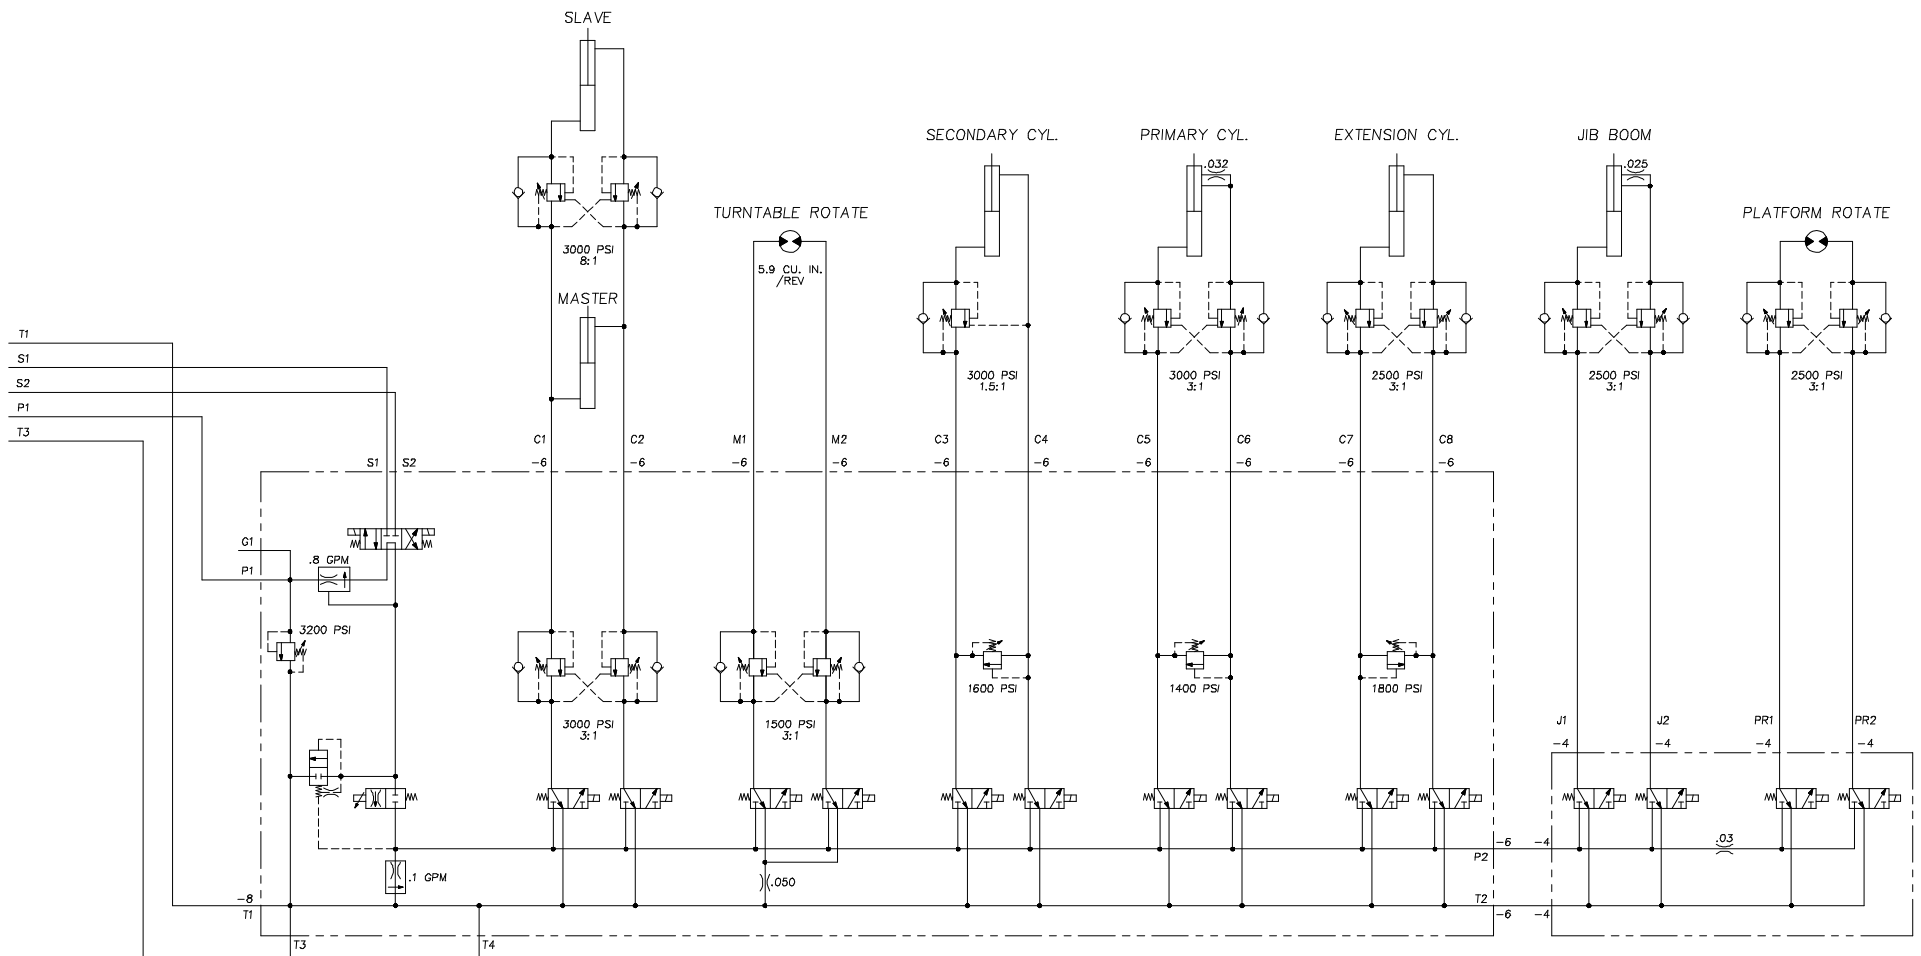 SLAVE
SECONDARY CYL.
PRIMARY CYL.
EXTENSION CYL.
JIB BOOM
.032
.025
TURNTABLE ROTATE
PLATFORM ROTATE
3000 PSI
8:1
5.9 CU. IN.
/REV
MASTER
T1
S1
S2
P1
T3
3000 PSI
1.5:1
3000 PSI
3:1
2500 PSI
3:1
2500 PSI
3:1
2500 PSI
3:1
S1 S2
C1
-6
C2
-6
M1
-6
M2
-6
C3
-6
C4
-6
C5
-6
C6
-6
C7
-6
C8
-6
G1
.8 GPM
P1
3200 PSI
3000 PSI
3:1
1500 PSI
3:1
1600 PSI
1400 PSI
1800 PSI
J1
-4
J2
-4
PR1
-4
PR2
-4
.1 GPM
.050
.03
-6
-4
P2
-8
T1
T2
-6
-4
T3
T4